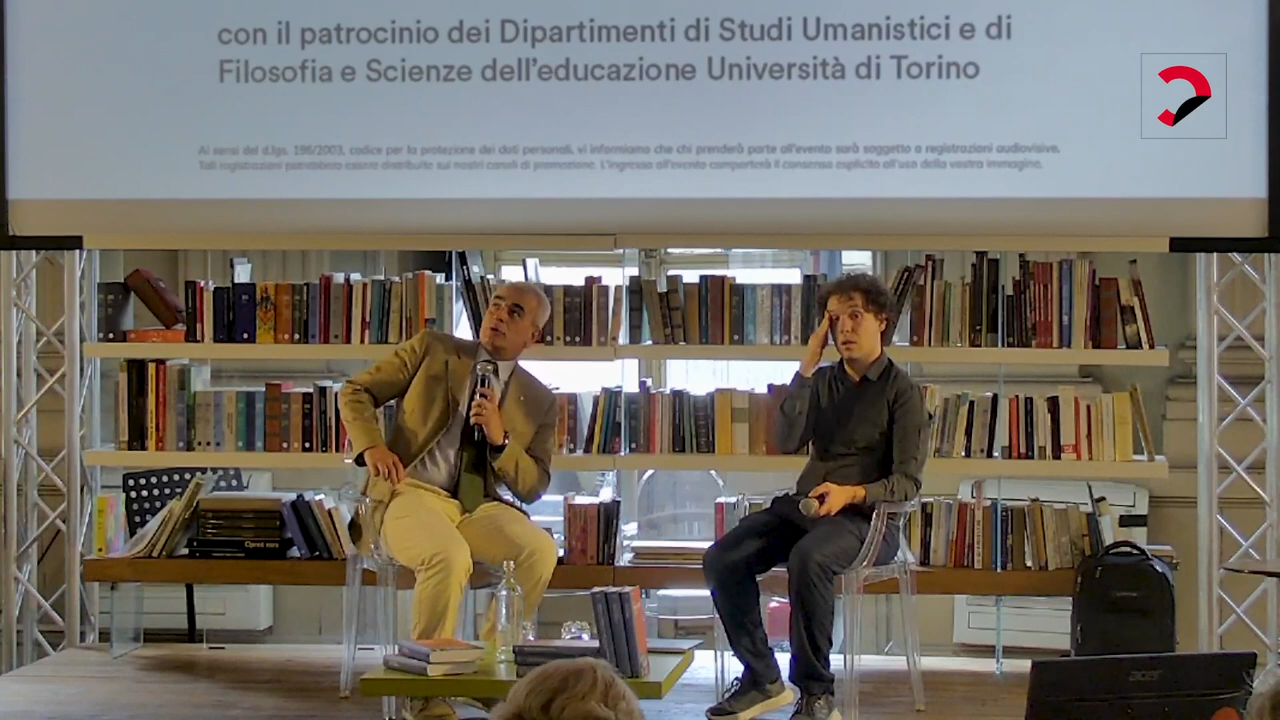 con il patrocinio dei Dipartimenti di Studi Umanistici e di
Filosofia e Scienze dell'educazione Università di Torino
Ai sensi del d.lgs. 196/2003, codice per la protezione dei dati personali, vi informiamo che chi prenderà parte all'evento sarà soggetto a registrazioni audiovisive.
Tali registrazioni potrebbero essere distribuite sui nostri canali di promozione. L'ingresso all'evento comporterà il consenso esplicito all'uso della vostra immagine.
acer